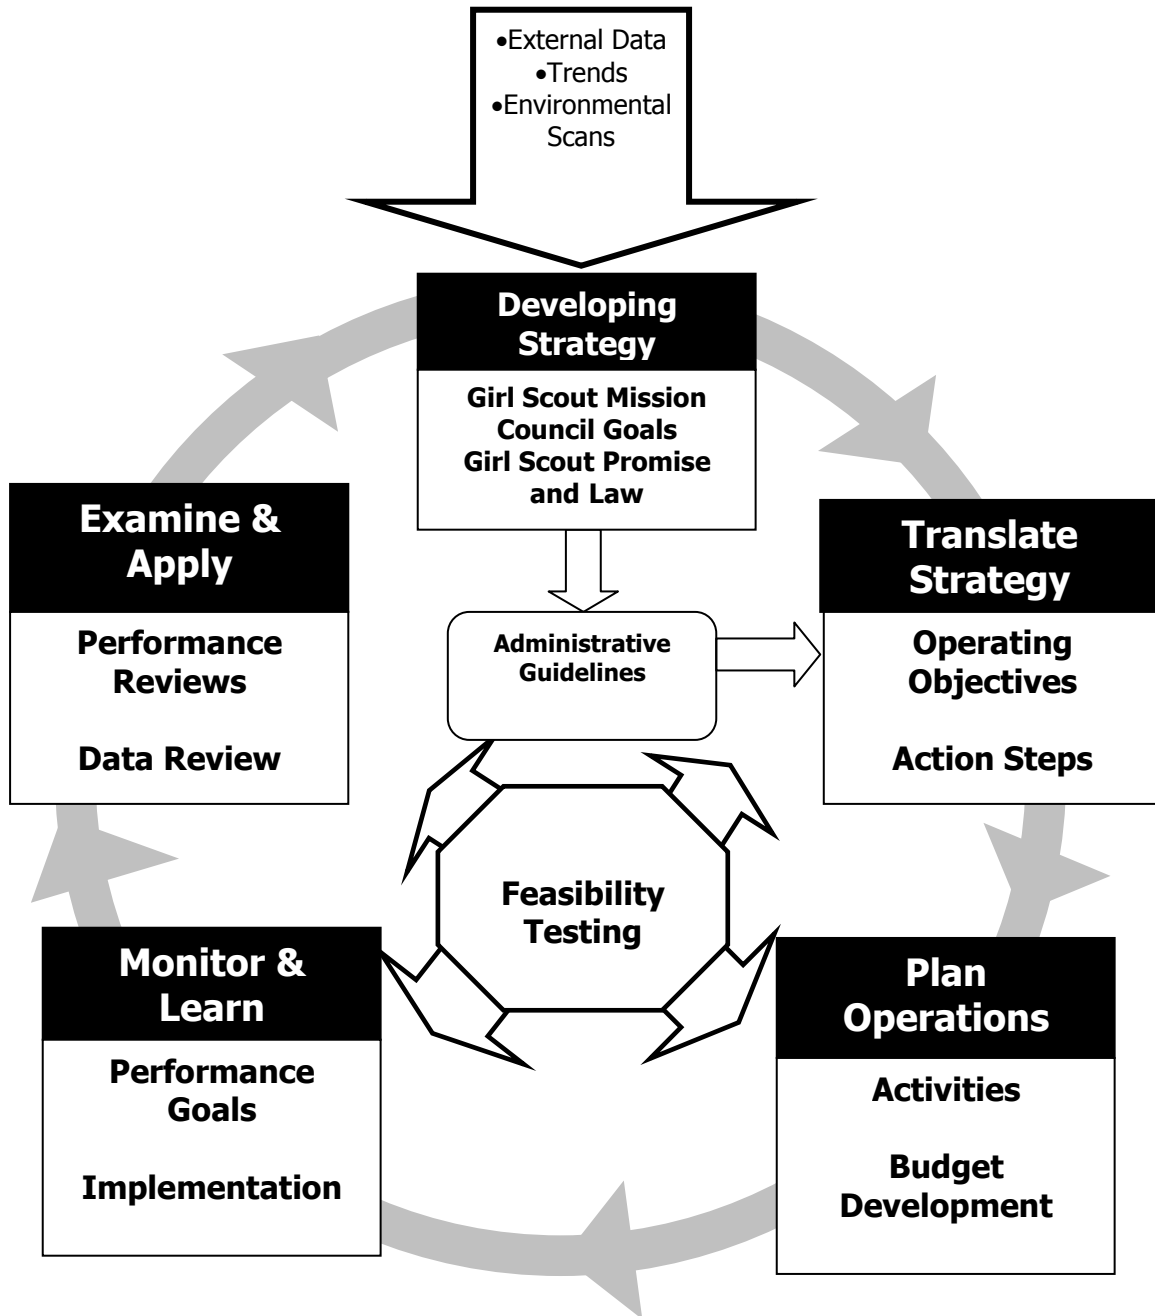 •External Data
•Trends
•Environmental
Scans
Developing
Strategy
Girl Scout Mission
Council Goals
Girl Scout Promise
and Law
Examine &
Apply
Performance
Reviews
Data Review
Translate
Strategy
Operating
Objectives
Action Steps
Administrative
Guidelines
Feasibility
Testing
Monitor &
Learn
Performance
Goals
Implementation
Plan
Operations
Activities
Budget
Development